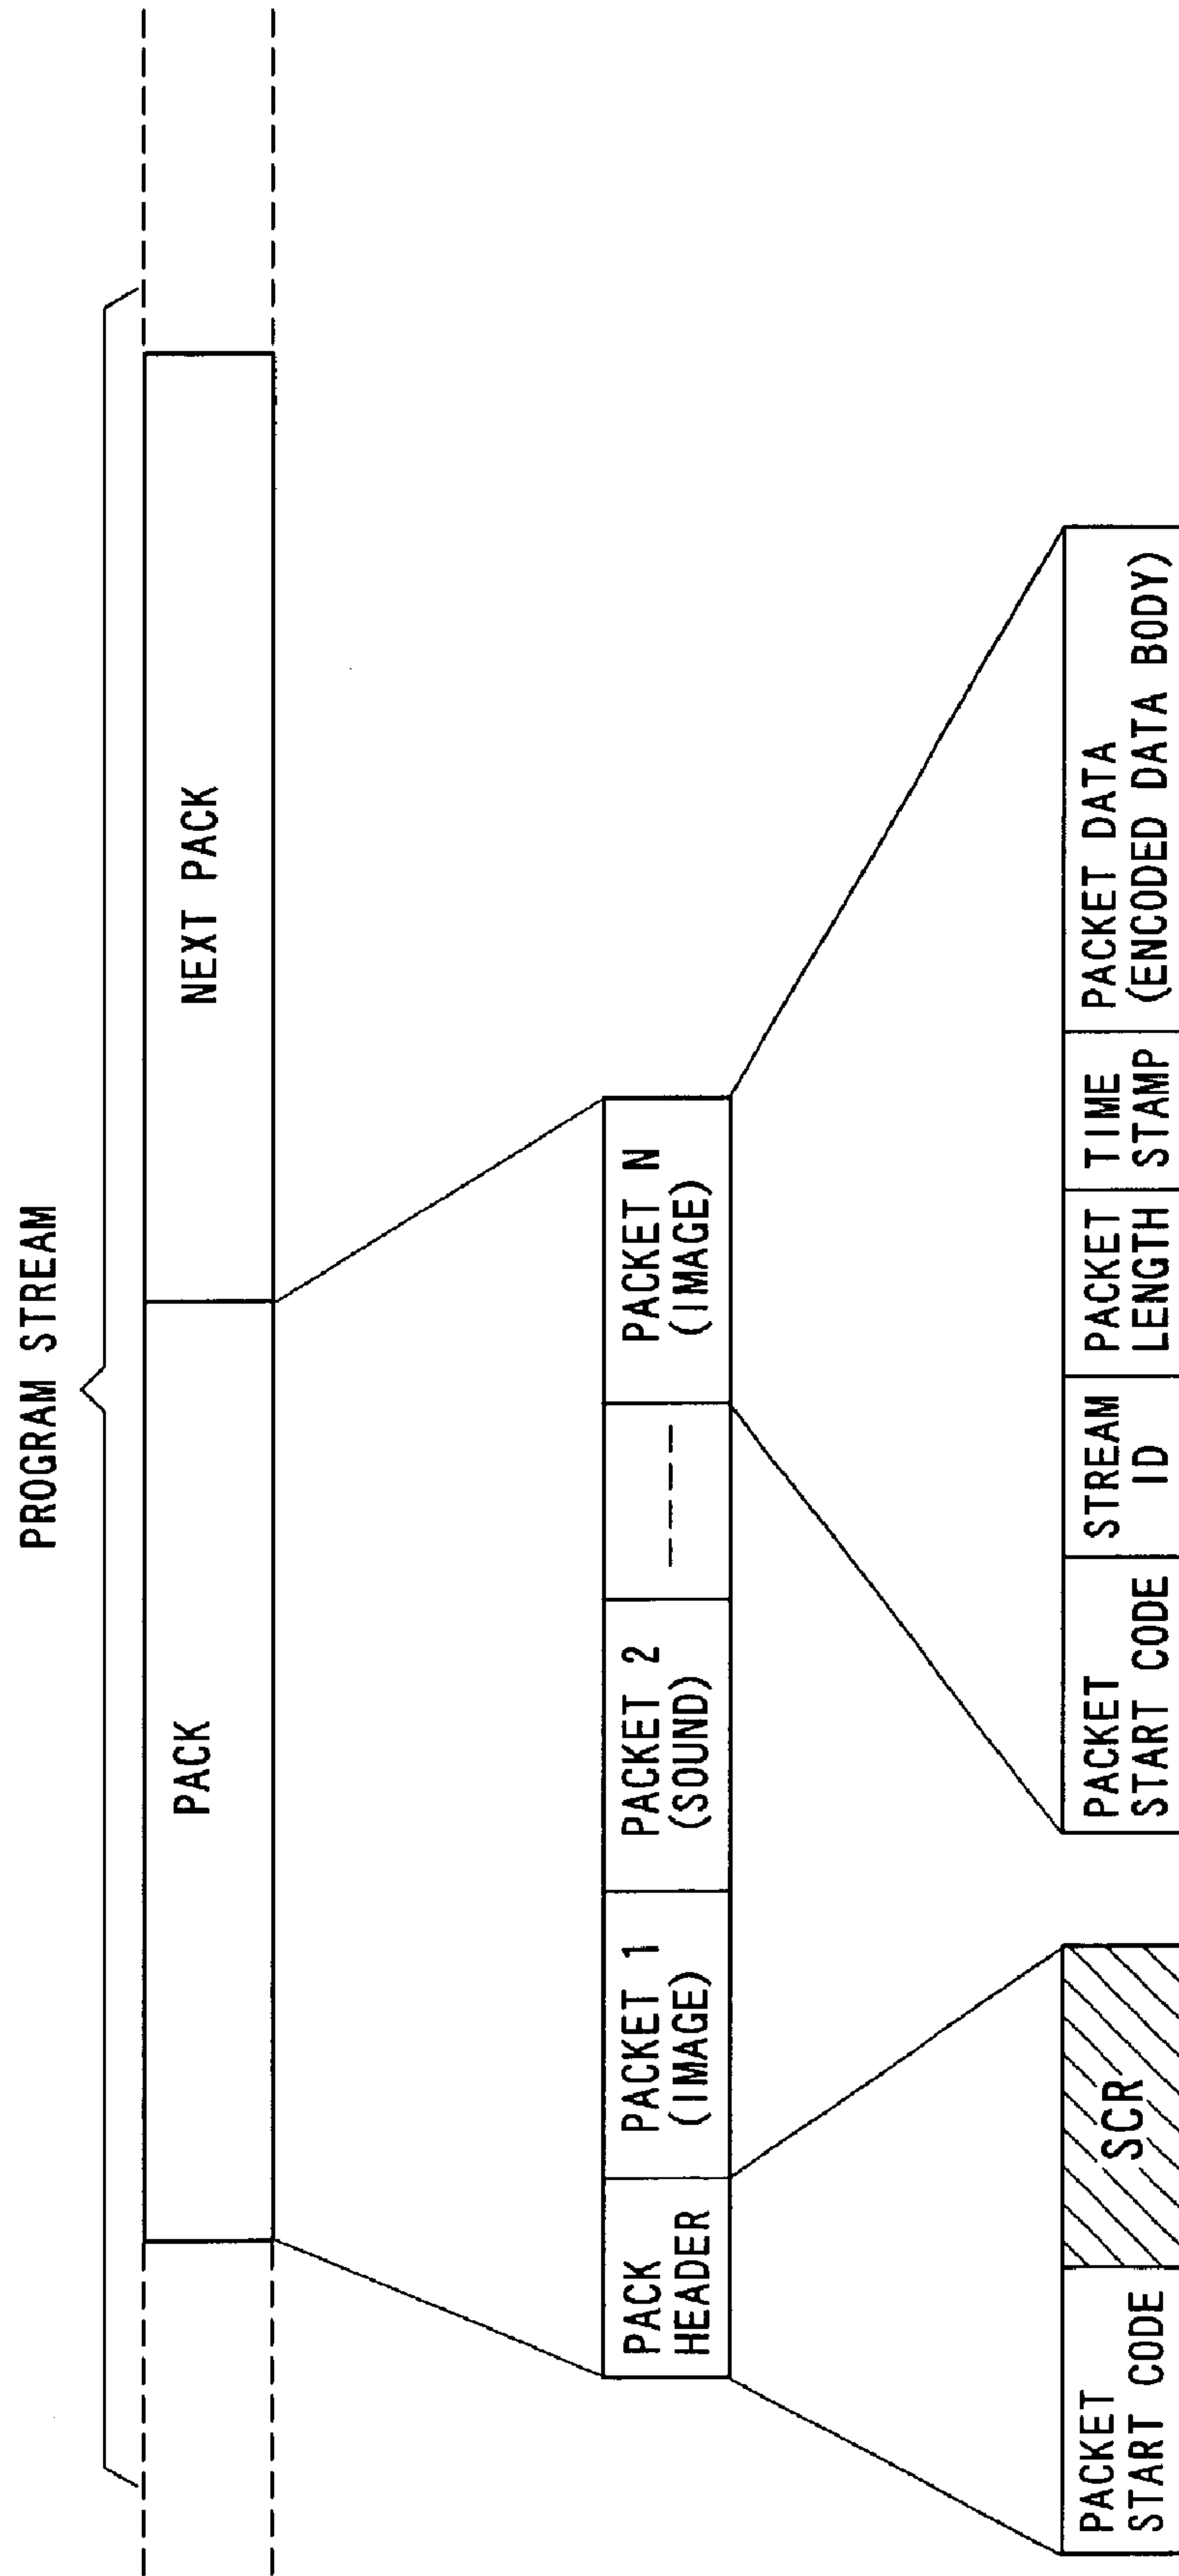 PROGRAM STREAM
PACK
NEXT PACK
PACK
HEADER
PACKET 1
(IMAGE)
PACKET 2
(SOUND)
PACKET N
(IMAGE)
PACKET
START CODE
SCR
PACKET
START CODE
STREAM
ID
PACKET
LENGTH
TIME
STAMP
PACKET DATA
(ENCODED DATA BODY)